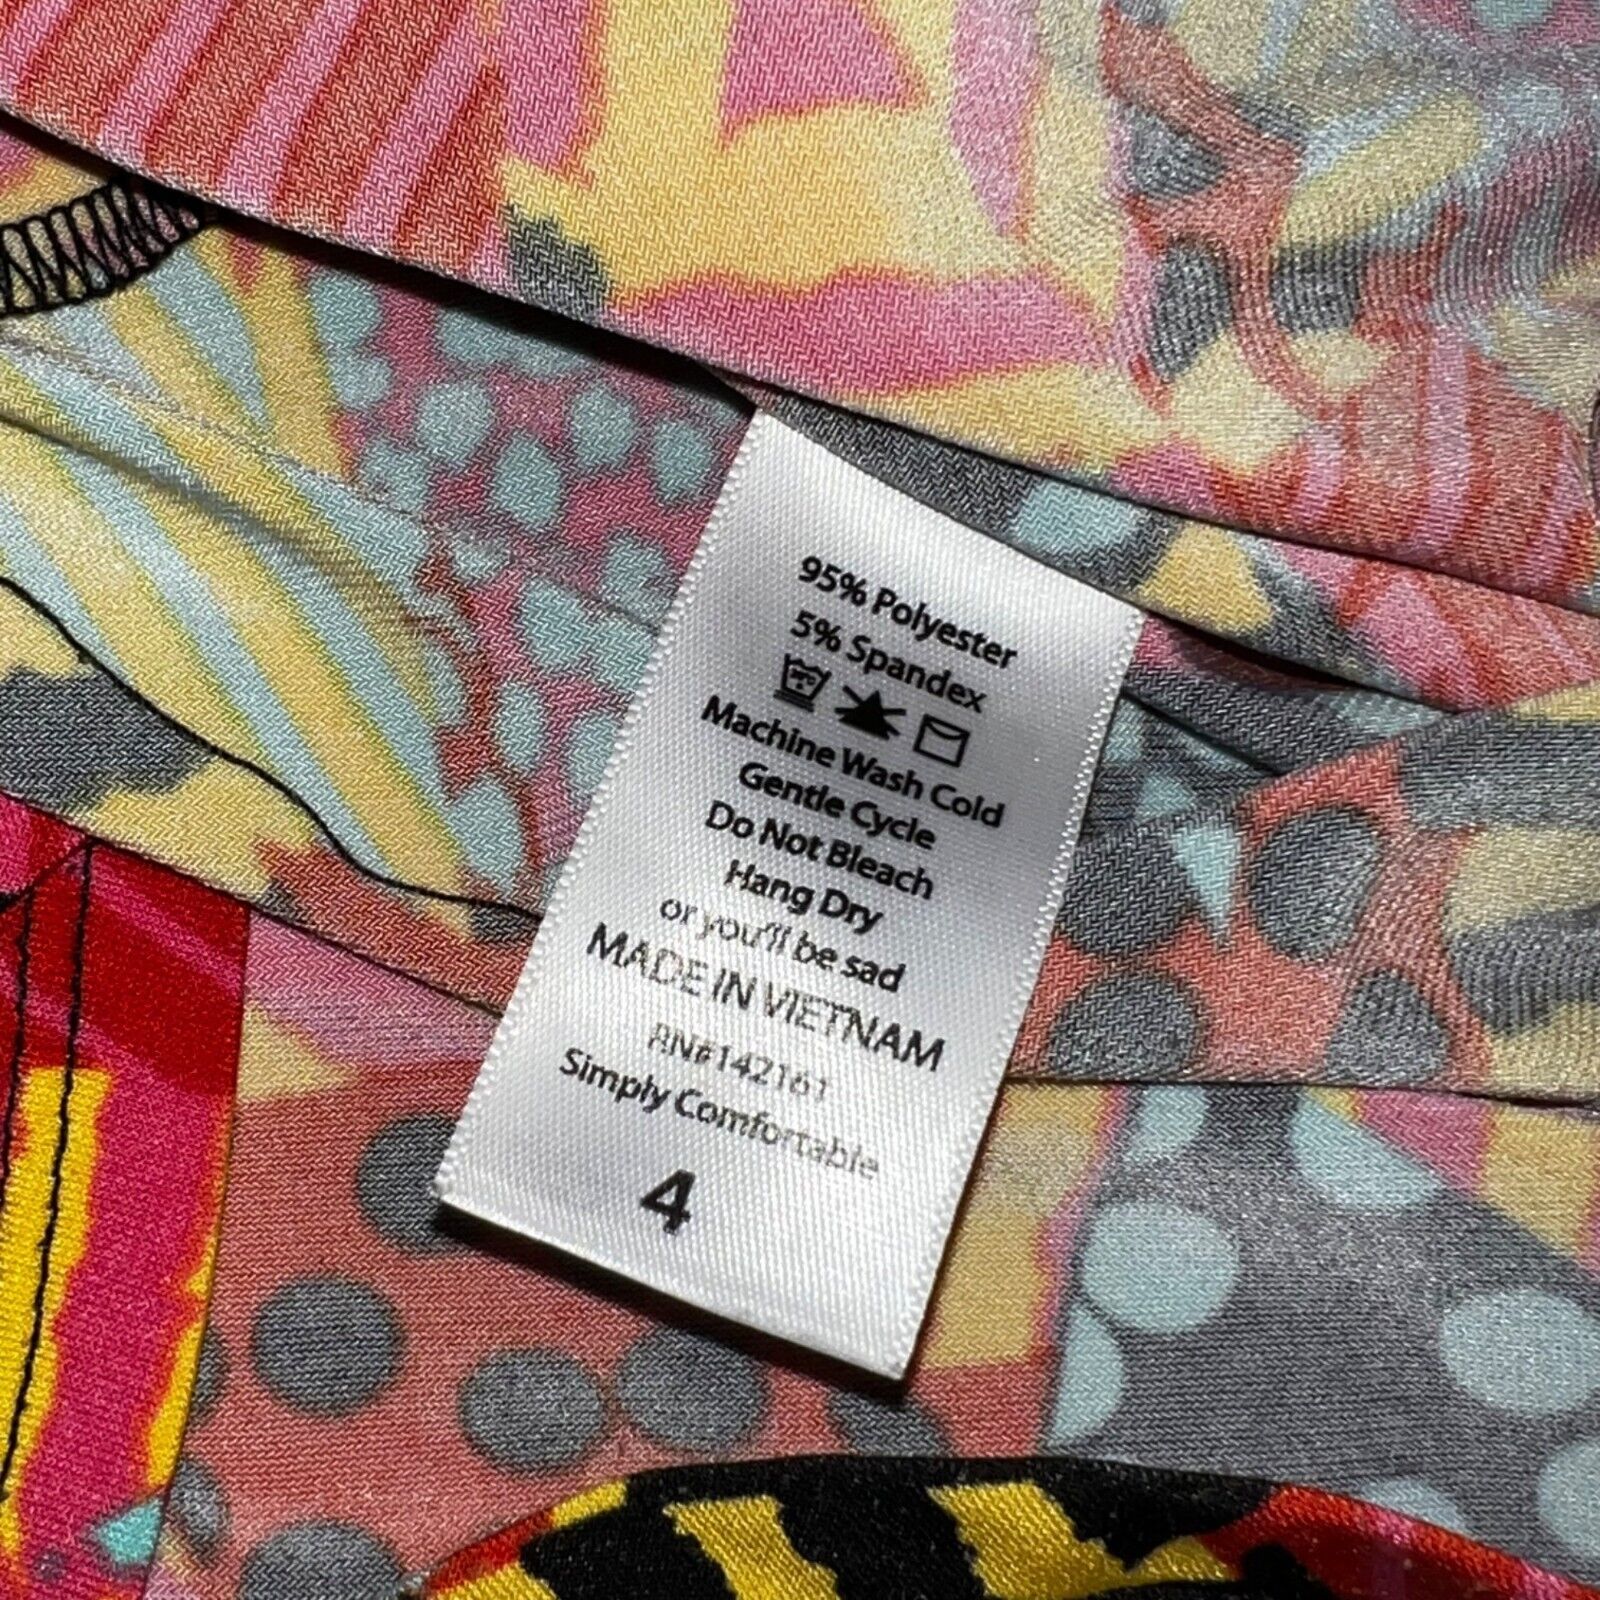 95% Polyester
5% Spandex
Machine Wash Cold
Gentle Cycle
Do Not Bleach
Hang Dry
or you'll be sad
MADE IN VIETNAM
RN#142161
Simply Comfortable
4